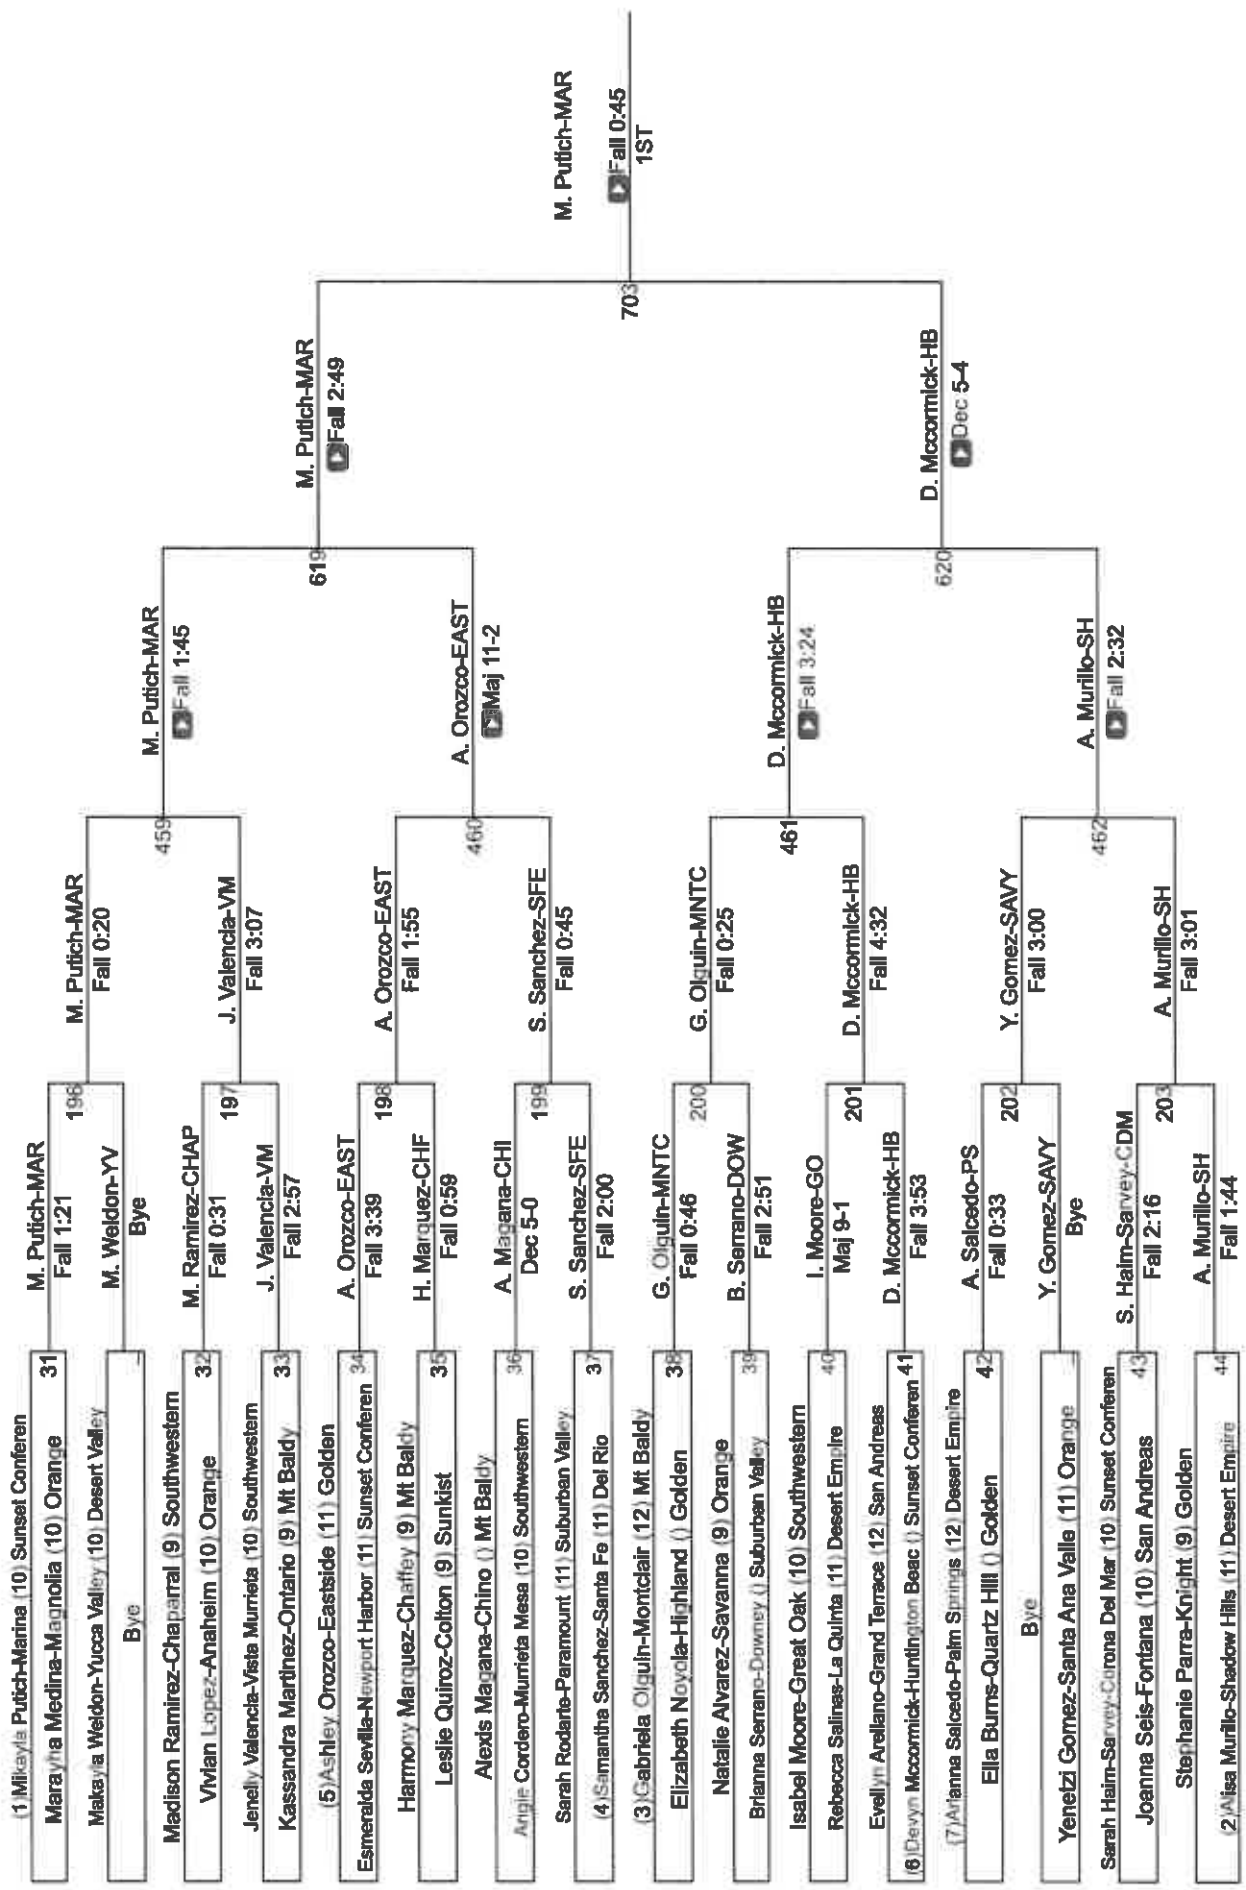 (1)Mikayla Putich-Marina (10) Sunset Conferen
31
Marayha Medina-Magnolia (10) Orange
Makayla Weldon-Yucca Valley (10) Desert Valley
Bye
Madison Ramirez-Chaparral (9) Southwestern
32
Vivian Lopez-Anaheim (10) Orange
Jenelly Valencia-Vista Murrieta (10) Southwestern
33
Kassandra Martinez-Ontario (9) Mt Baldy
(5)Ashley Orozco-Eastside (11) Golden
34
Esmeralda Sevilla-Newport Harbor (11) Sunset Conferen
Harmony Marquez-Chaffey (9) Mt Baldy
35
Leslie Quiroz-Colton (9) Sunkist
Alexis Magana-Chino () Mt Baldy
36
Angie Cordero-Murrieta Mesa (10) Southwestern
Sarah Rodarte-Paramount (11) Suburban Valley
37
(4)Samantha Sanchez-Santa Fe (11) Del Rio
(3)Gabriela Olguin-Montclair (12) Mt Baldy
38
Elizabeth Noyola-Highland () Golden
Natalie Alvarez-Savanna (9) Orange
39
Brianna Serrano-Downey () Suburban Valley
Isabel Moore-Great Oak (10) Southwestern
40
Rebecca Salinas-La Quinta (11) Desert Empire
Evellyn Arellano-Grand Terrace (12) San Andreas
41
(6)Devyn Mccormick-Huntington Beac () Sunset Conferen
(7)Arianna Salcedo-Palm Springs (12) Desert Empire
42
Ella Burns-Quartz Hill () Golden
Bye
Yenetzi Gomez-Santa Ana Valle (11) Orange
Sarah Haim-Sarvey-Corona Del Mar (10) Sunset Conferen
43
Joanna Seis-Fontana (10) San Andreas
Stephanie Parra-Knight (9) Golden
44
(2)Alisa Murillo-Shadow Hills (11) Desert Empire
M. Putich-MAR
Fall 1:21
196
M. Weldon-YV
Bye
M. Ramirez-CHAP
Fall 0:31
197
J. Valencia-VM
Fall 2:57
A. Orozco-EAST
Fall 3:39
198
H. Marquez-CHF
Fall 0:59
A. Magana-CHI
Dec 5-0
199
S. Sanchez-SFE
Fall 2:00
G. Olguin-MNTC
Fall 0:46
200
B. Serrano-DOW
Fall 2:51
I. Moore-GO
Maj 9-1
201
D. Mccormick-HB
Fall 3:53
A. Salcedo-PS
Fall 0:33
202
Y. Gomez-SAVY
Bye
S. Haim-Sarvey-CDM
Fall 2:16
203
A. Murillo-SH
Fall 1:44
M. Putich-MAR
Fall 0:20
459
J. Valencia-VM
Fall 3:07
A. Orozco-EAST
Fall 1:55
460
S. Sanchez-SFE
Fall 0:45
G. Olguin-MNTC
Fall 0:25
461
D. Mccormick-HB
Fall 4:32
Y. Gomez-SAVY
Fall 3:00
462
A. Murillo-SH
Fall 3:01
M. Putich-MAR
Fall 1:45
619
A. Orozco-EAST
Maj 11-2
D. Mccormick-HB
Fall 3:24
620
A. Murillo-SH
Fall 2:32
M. Putich-MAR
Fall 2:49
703
D. Mccormick-HB
Dec 5-4
M. Putich-MAR
Fall 0:45
1ST